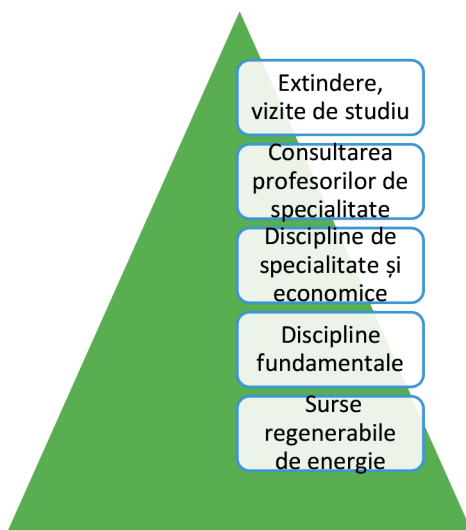 Extindere,
vizite de studiu
Consultarea
profesorilor de
specialitate
Discipline de
specialitate și
economice
Discipline
fundamentale
Surse
regenerabile
de energie